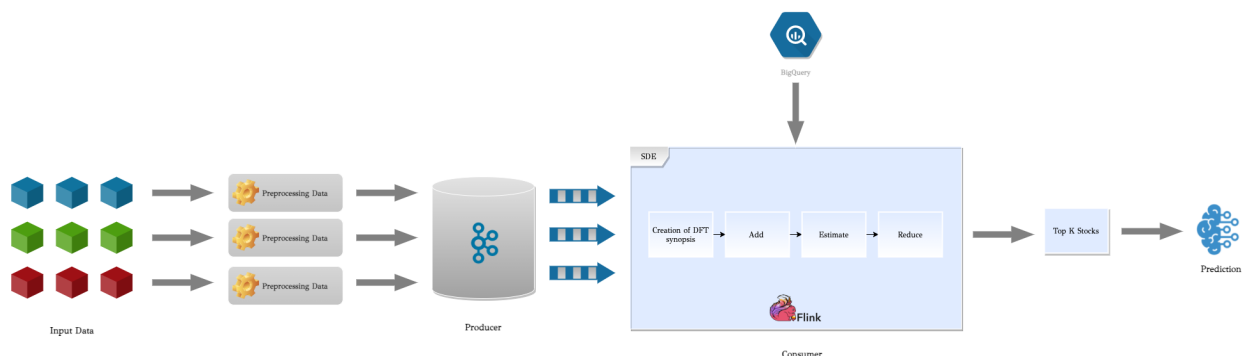 BigQuery
SDE
Preprocessing Data
Preprocessing Data
Preprocessing Data
Creation of DFT
synopsis
Add
Estimate
Reduce
Top K Stocks
Prediction
Flink
Input Data
Producer
Consumer